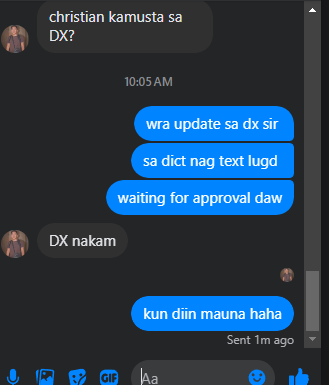 christian kamusta sa
DX?
10:05 AM
wra update sa dx sir
sa dict nag text lugd
waiting for approval daw
DX nakam
kun diin mauna haha
Sent 1m ago
GIF
Aa